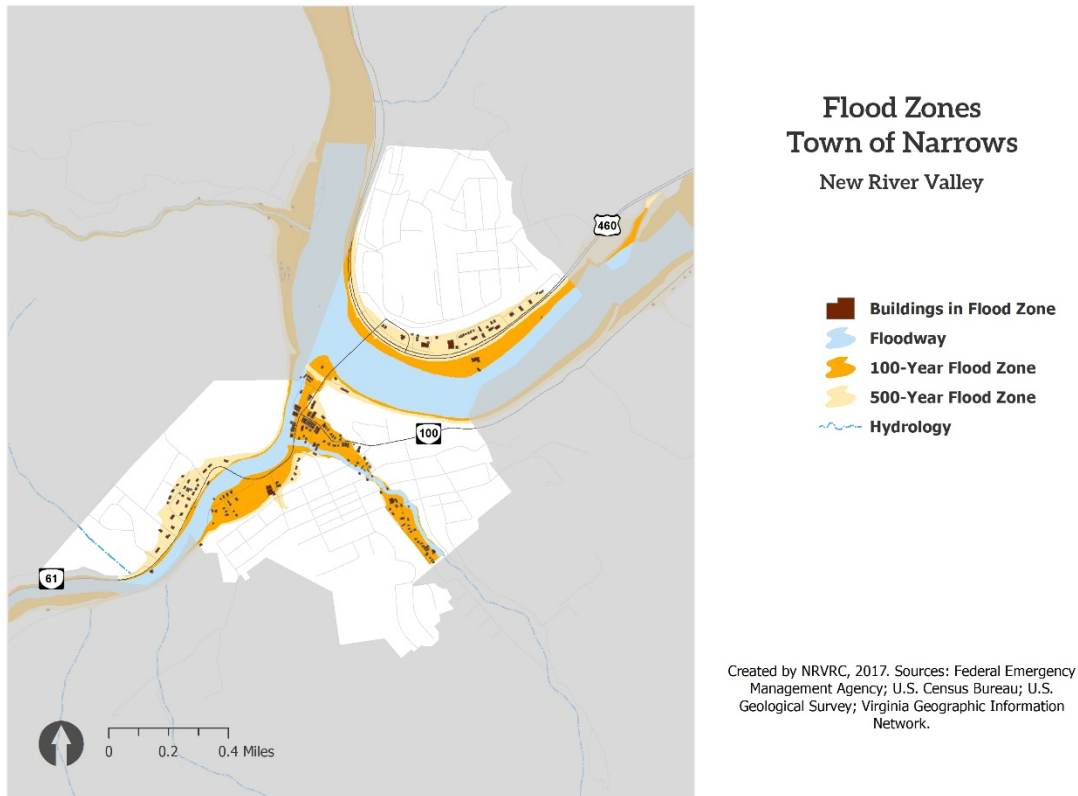 Flood Zones
Town of Narrows
New River Valley
460
100
61
Buildings in Flood Zone
Floodway
100-Year Flood Zone
500-Year Flood Zone
Hydrology
0 0.2 0.4 Miles
Created by NRVRC, 2017. Sources: Federal Emergency
Management Agency; U.S. Census Bureau; U.S.
Geological Survey; Virginia Geographic Information
Network.